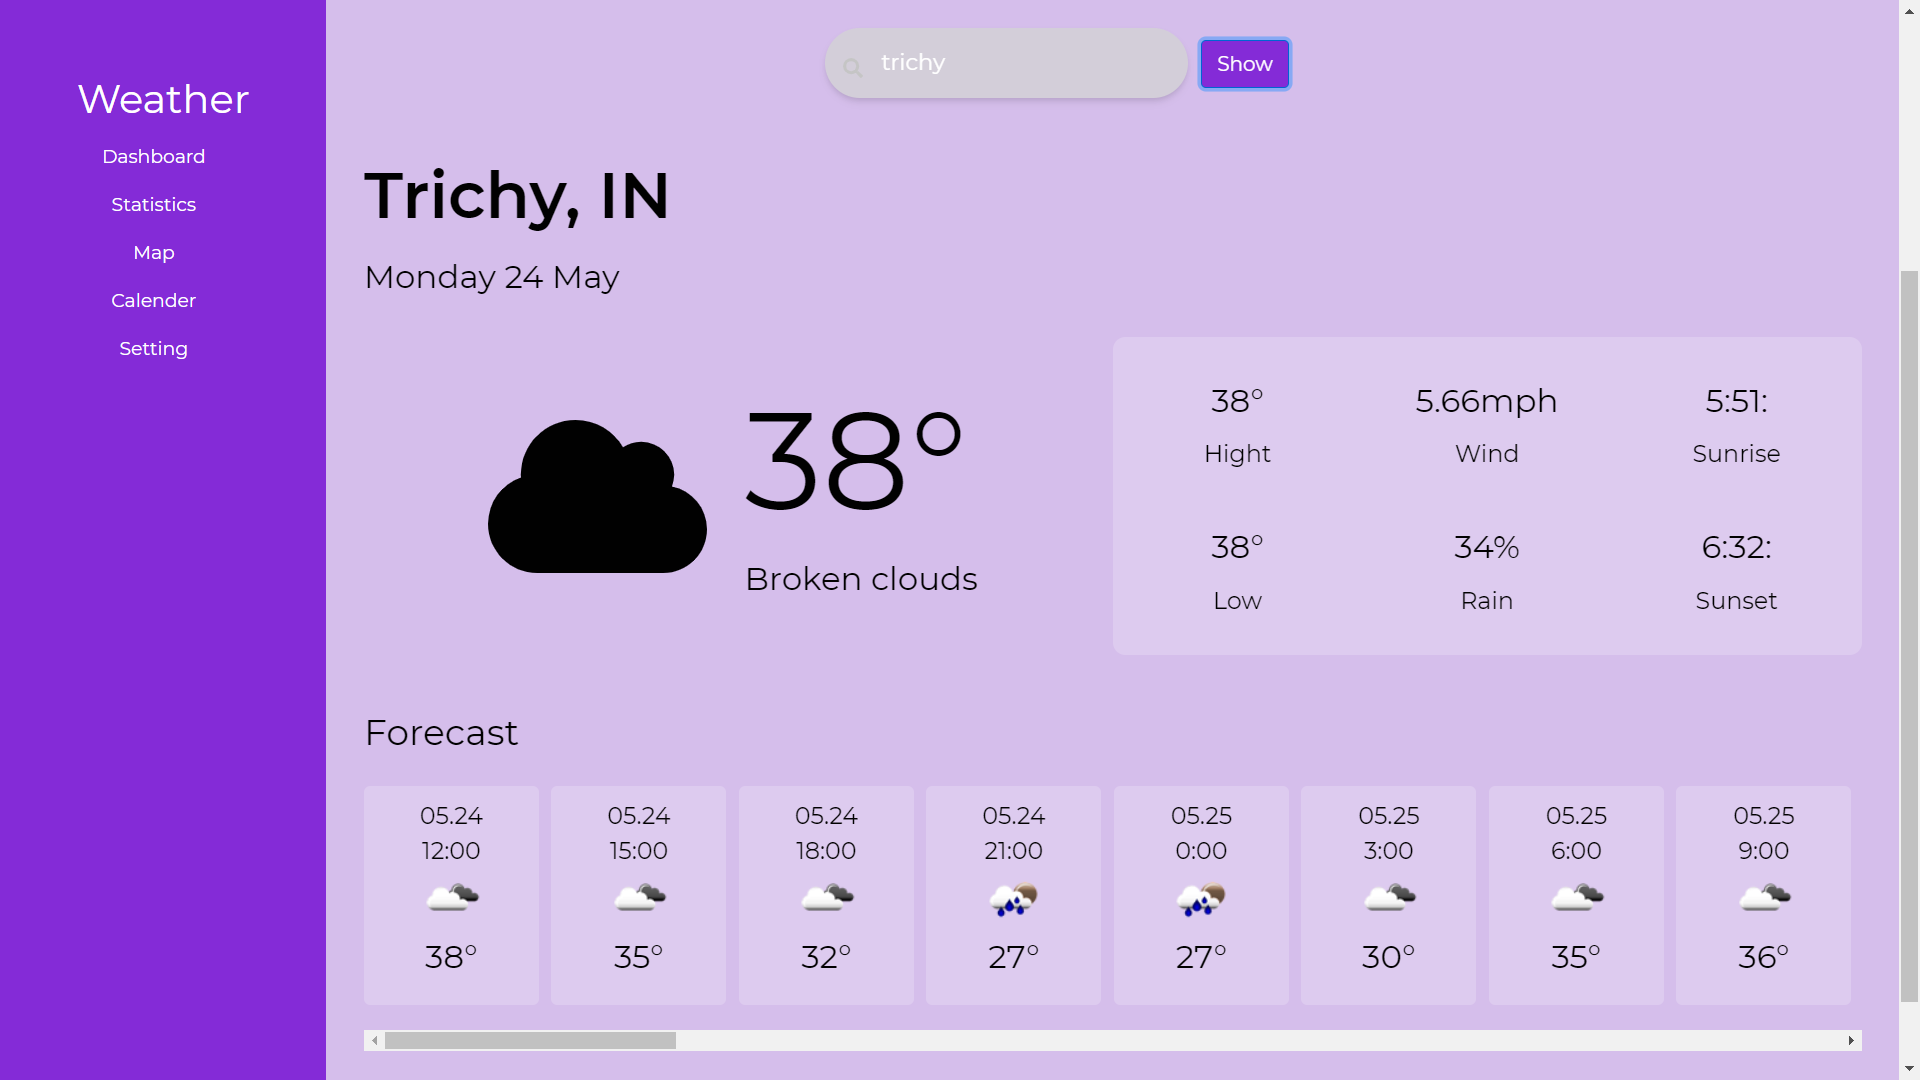 Weather
Dashboard
Statistics
Map
Calender
Setting
trichy
Show
Trichy, IN
Monday 24 May
38°
Broken clouds
38°
Hight
5.66mph
Wind
5:51:
Sunrise
38°
Low
34%
Rain
6:32:
Sunset
Forecast
05.24
12:00
38°
05.24
15:00
35°
05.24
18:00
32°
05.24
21:00
27°
05.25
0:00
27°
05.25
3:00
30°
05.25
6:00
35°
05.25
9:00
36°